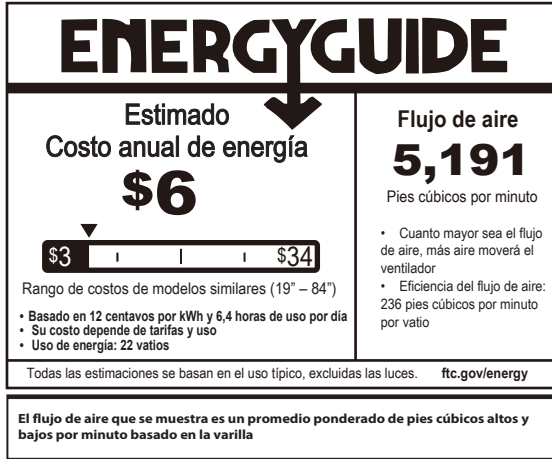 ENERGYGUIDE
Estimado
Costo anual de energía
$6
$3 $34
Rango de costos de modelos similares (19” – 84”)
• Basado en 12 centavos por kWh y 6,4 horas de uso por día
• Su costo depende de tarifas y uso
• Uso de energía: 22 vatios
Flujo de aire
5,191
Pies cúbicos por minuto
• Cuanto mayor sea el flujo
de aire, más aire moverá el
ventilador
• Eficiencia del flujo de aire:
236 pies cúbicos por minuto
por vatio
Todas las estimaciones se basan en el uso típico, excluidas las luces. ftc.gov/energy
El flujo de aire que se muestra es un promedio ponderado de pies cúbicos altos y
bajos por minuto basado en la varilla